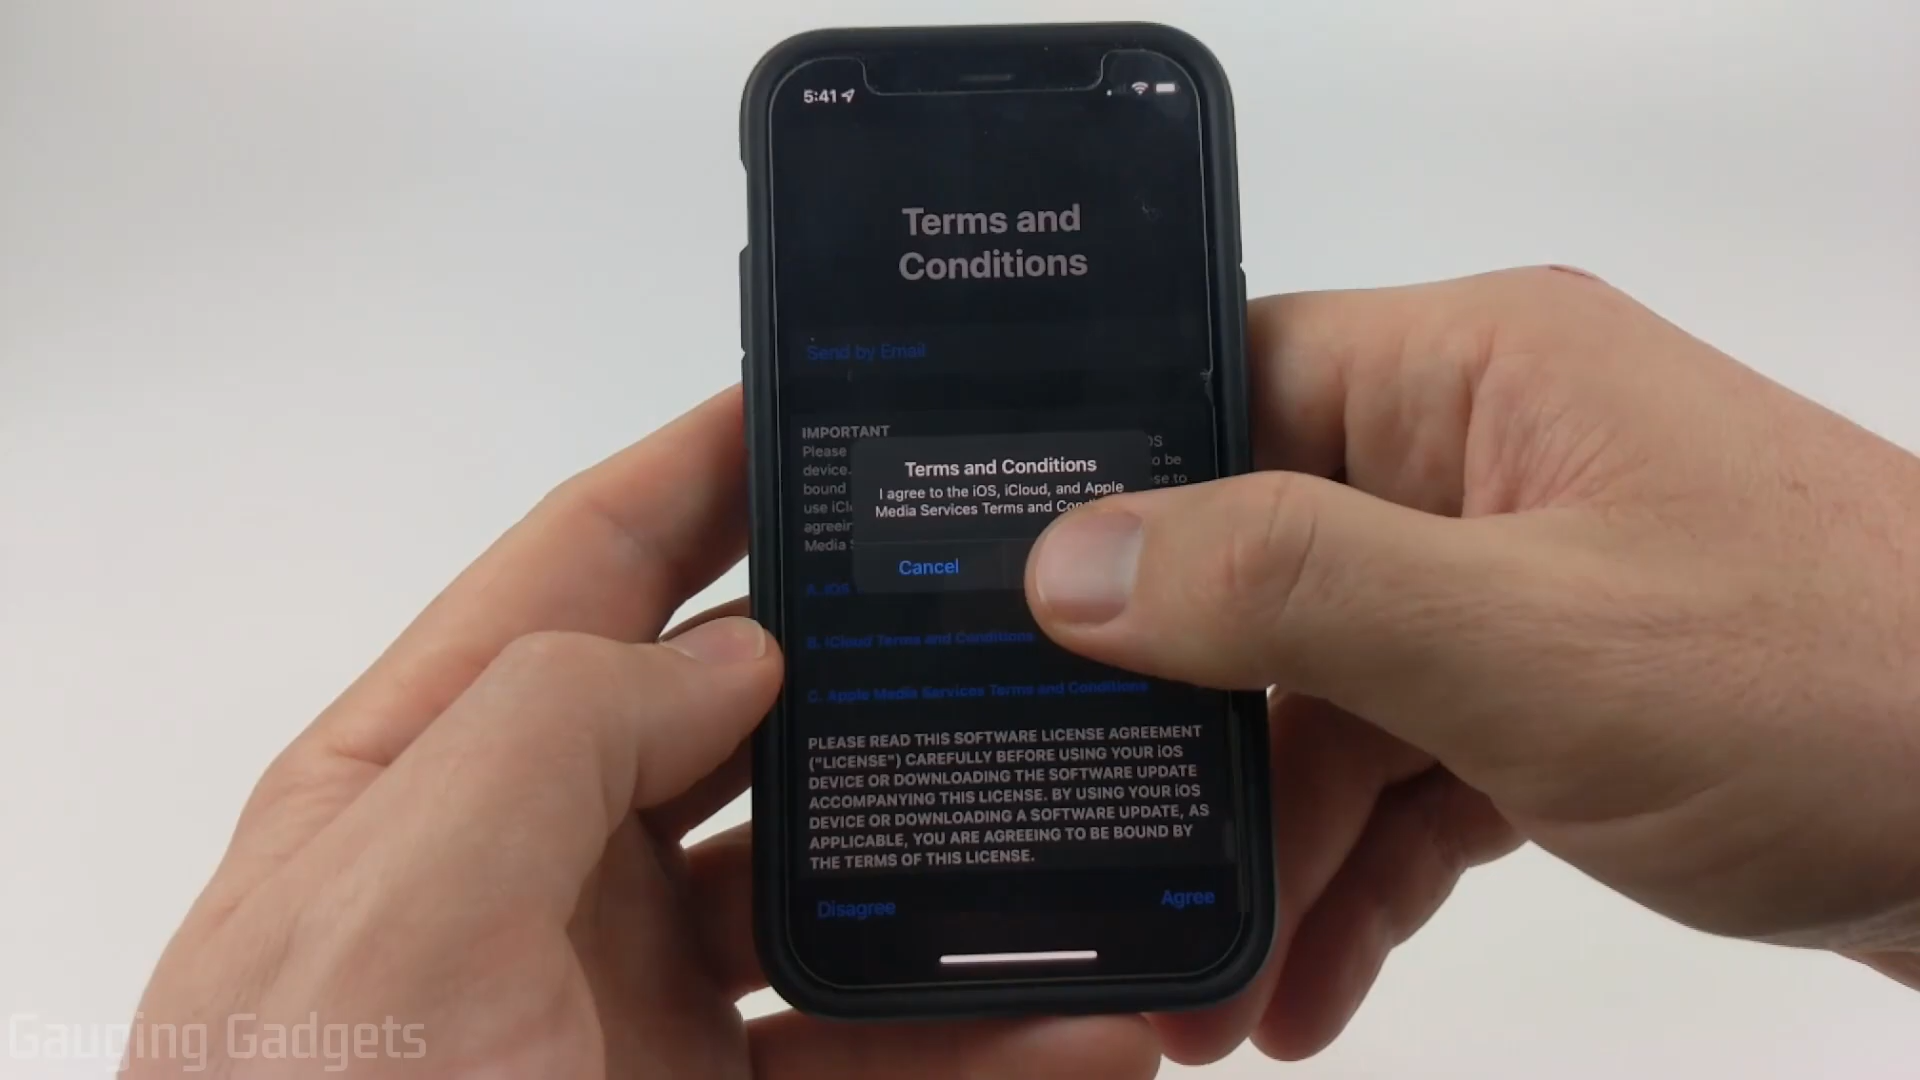 5:41
Terms and
Conditions
Send by Email
IMPORTANT
Please
device.
to be
bound
use
Media
Terms and Conditions
I agree to the iOS, iCloud, and Apple
Media Services Terms and
Cancel
A. iOS
B. iCloud Terms and Conditions
C. Apple Media Services Terms and Conditions
PLEASE READ THIS SOFTWARE LICENSE AGREEMENT
("LICENSE") CAREFULLY BEFORE USING YOUR iOS
DEVICE OR DOWNLOADING THE SOFTWARE UPDATE
ACCOMPANYING THIS LICENSE. BY USING YOUR iOS
DEVICE OR DOWNLOADING A SOFTWARE UPDATE, AS
APPLICABLE, YOU ARE AGREEING TO BE BOUND BY
THE TERMS OF THIS LICENSE.
Disagree
Agree
Gauging Gadgets